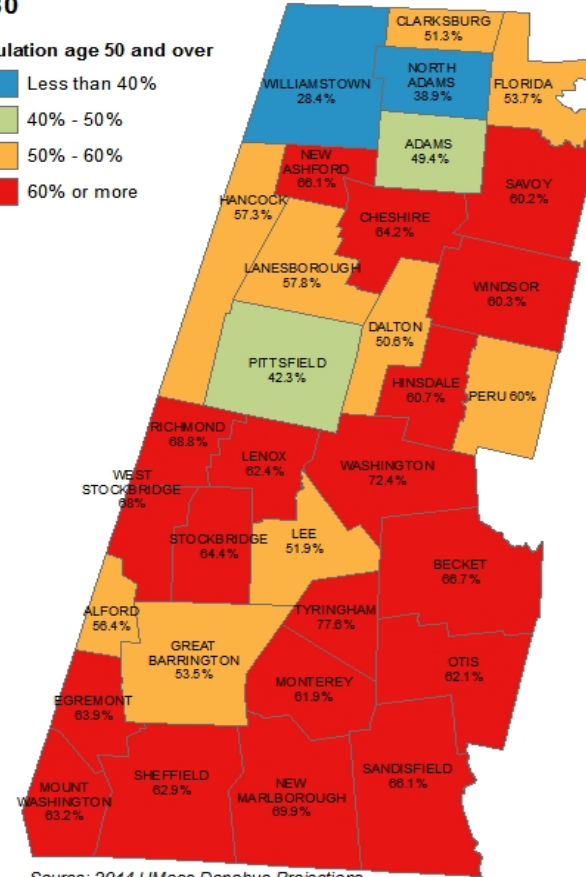 ulation age 50 and over
Less than 40%
40% - 50%
50% - 60%
60% or more
CLARKSBURG
51.3%
WILLIAMSTOWN
28.4%
NORTH
ADAMS
38.9%
FLORIDA
53.7%
ADAMS
49.4%
NEW
ASHFORD
66.1%
SAVOY
60.2%
HANCOCK
57.3%
CHESHIRE
64.2%
LANESBOROUGH
57.8%
WINDSOR
60.3%
DALTON
50.6%
PITTSFIELD
42.3%
HINSDALE
60.7%
PERU 60%
RICHMOND
68.8%
LENOX
62.4%
WASHINGTON
72.4%
WEST
STOCKBRIDGE
68%
STOCKBRIDGE
64.4%
LEE
51.9%
BECKET
66.7%
ALFORD
56.4%
TYRINGHAM
77.6%
GREAT
BARRINGTON
53.5%
OTIS
62.1%
MONTEREY
61.9%
EGREMONT
63.9%
SHEFFIELD
62.9%
SANDISFIELD
66.1%
MOUNT
WASHINGTON
63.2%
NEW
MARLBOROUGH
69.9%
Source: 2014 UMass Donahue Projections